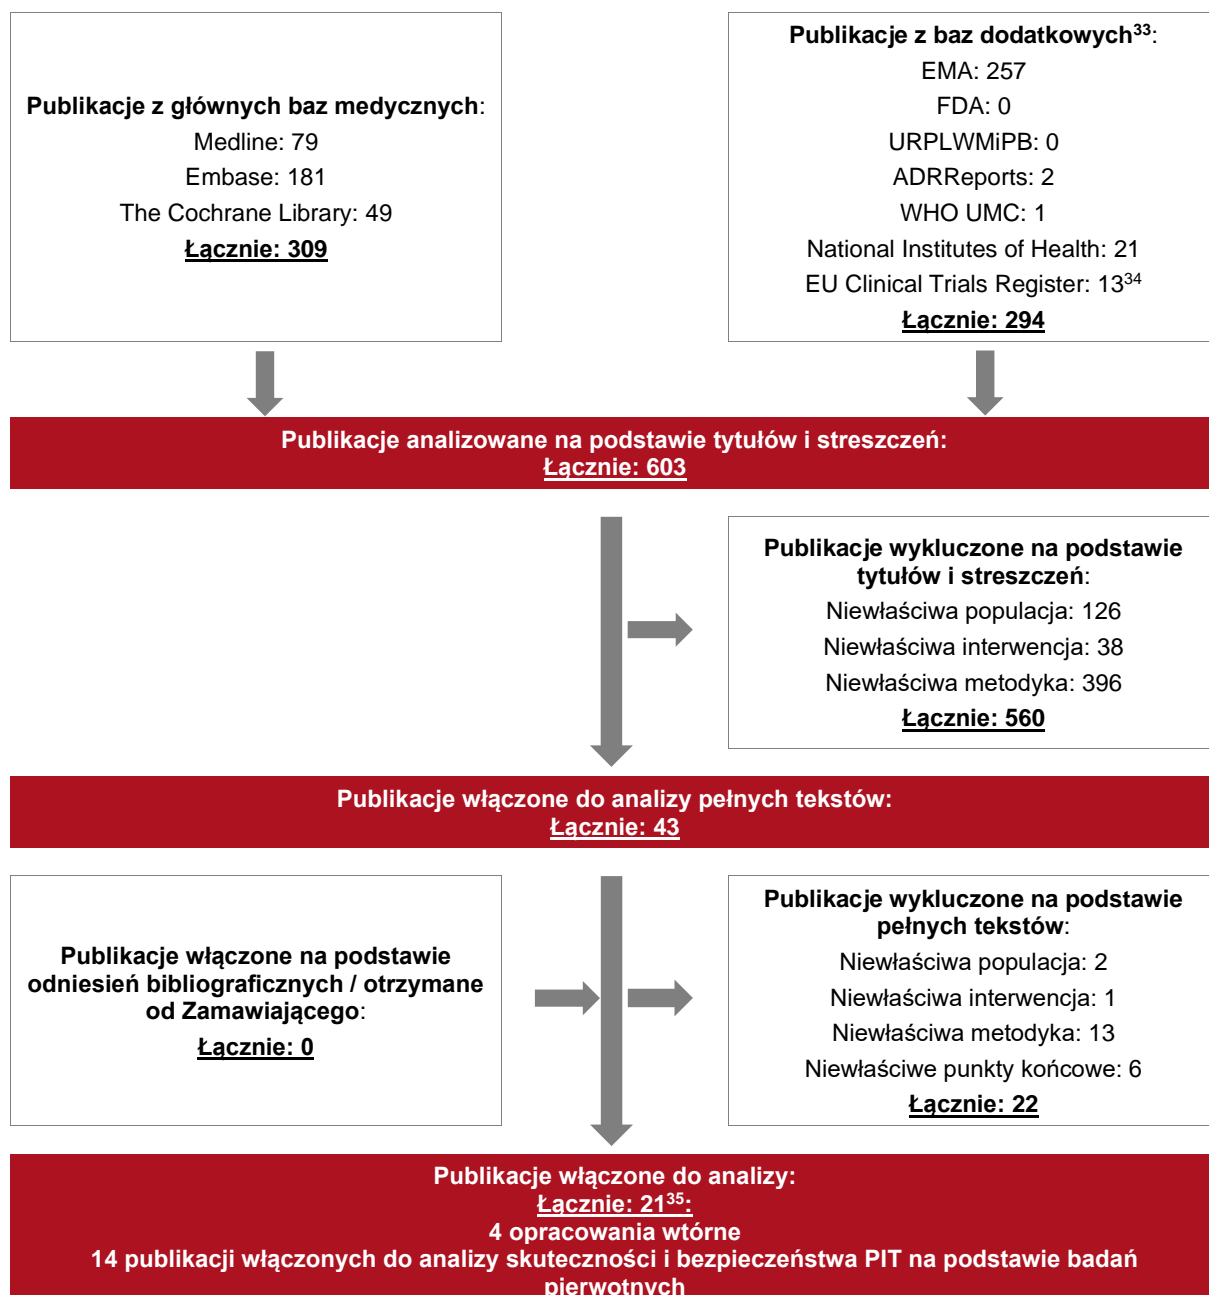 Publikacje z głównych baz medycznych:
Medline: 79
Embase: 181
The Cochrane Library: 49
Łącznie: 309
Publikacje z baz dodatkowych³³:
EMA: 257
FDA: 0
URPLWMiPB: 0
ADRReports: 2
WHO UMC: 1
National Institutes of Health: 21
EU Clinical Trials Register: 13³⁴
Łącznie: 294
Publikacje analizowane na podstawie tytułów i streszczeń:
Łącznie: 603
Publikacje wykluczone na podstawie
tytułów i streszczeń:
Niewłaściwa populacja: 126
Niewłaściwa interwencja: 38
Niewłaściwa metodyka: 396
Łącznie: 560
Publikacje włączone do analizy pełnych tekstów:
Łącznie: 43
Publikacje włączone na podstawie
odniesień bibliograficznych / otrzymane
od Zamawiającego:
Łącznie: 0
Publikacje wykluczone na podstawie
pełnych tekstów:
Niewłaściwa populacja: 2
Niewłaściwa interwencja: 1
Niewłaściwa metodyka: 13
Niewłaściwe punkty końcowe: 6
Łącznie: 22
Publikacje włączone do analizy:
Łącznie: 21³⁵:
4 opracowania wtórne
14 publikacji włączonych do analizy skuteczności i bezpieczeństwa PIT na podstawie badań
pierwotnych